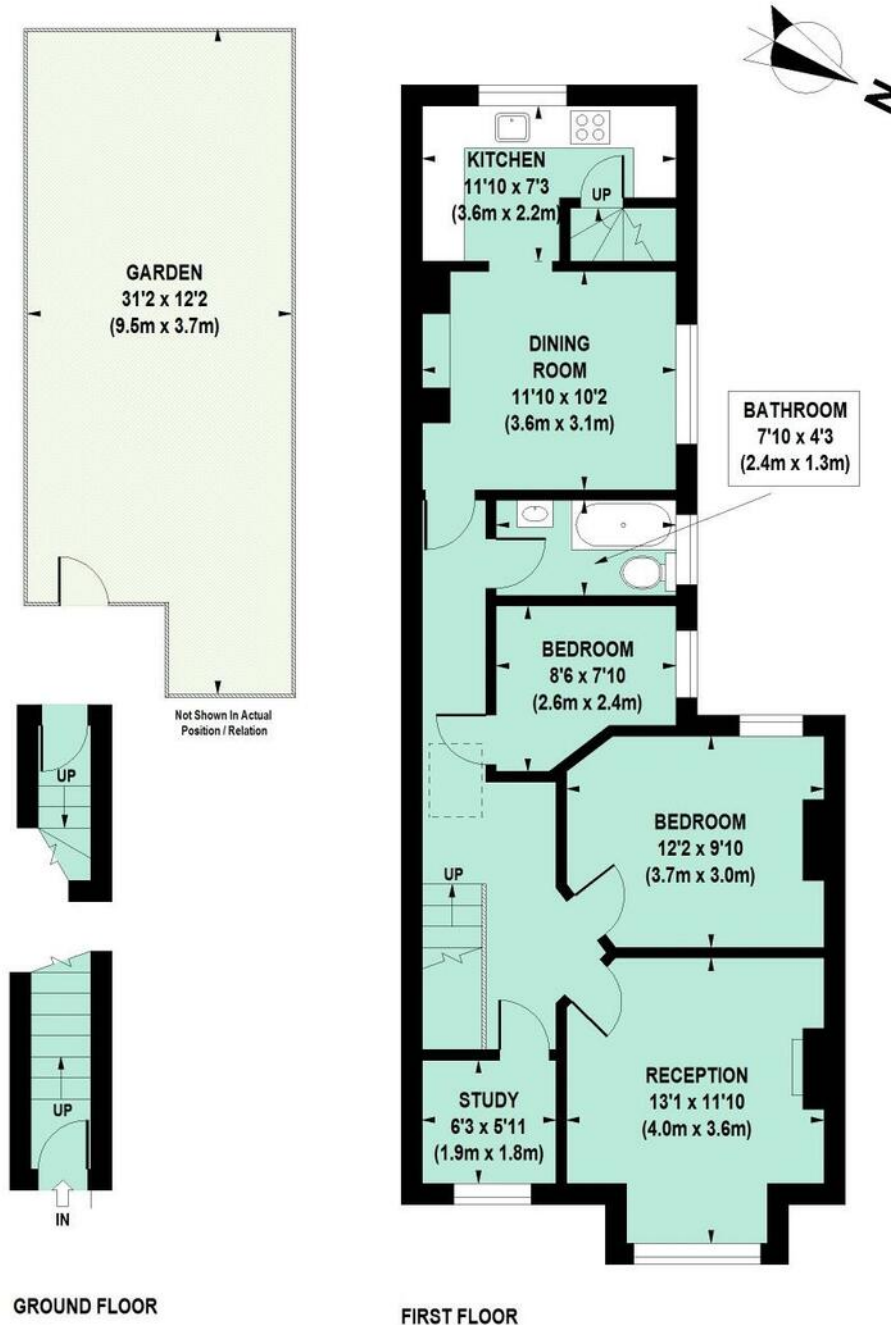 N
KITCHEN
11'10 x 7'3
(3.6m x 2.2m)
UP
GARDEN
31'2 x 12'2
(9.5m x 3.7m)
DINING
ROOM
11'10 x 10'2
(3.6m x 3.1m)
BATHROOM
7'10 x 4'3
(2.4m x 1.3m)
BEDROOM
8'6 x 7'10
(2.6m x 2.4m)
Not Shown In Actual
Position / Relation
UP
BEDROOM
12'2 x 9'10
(3.7m x 3.0m)
UP
RECEPTION
13'1 x 11'10
(4.0m x 3.6m)
STUDY
6'3 x 5'11
(1.9m x 1.8m)
UP
IN
GROUND FLOOR
FIRST FLOOR